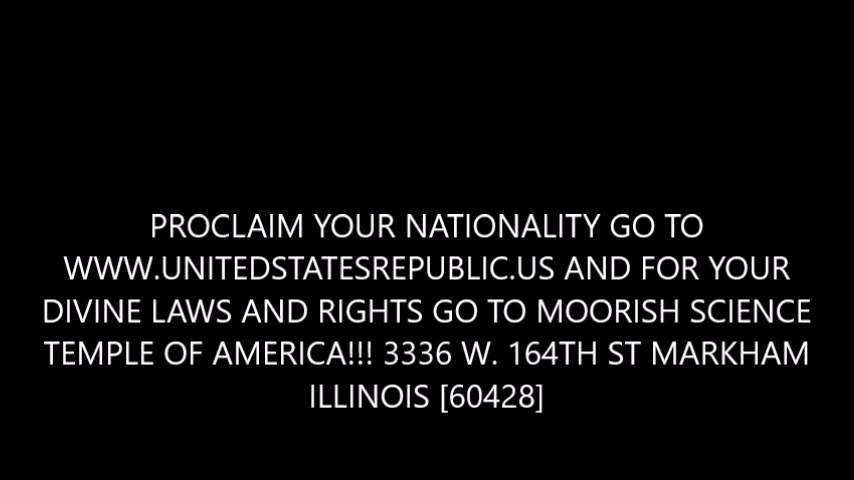 PROCLAIM YOUR NATIONALITY GO TO
WWW.UNITEDSTATESREPUBLIC.US AND FOR YOUR
DIVINE LAWS AND RIGHTS GO TO MOORISH SCIENCE
TEMPLE OF AMERICA!!! 3336 W. 164TH ST MARKHAM
ILLINOIS [60428]